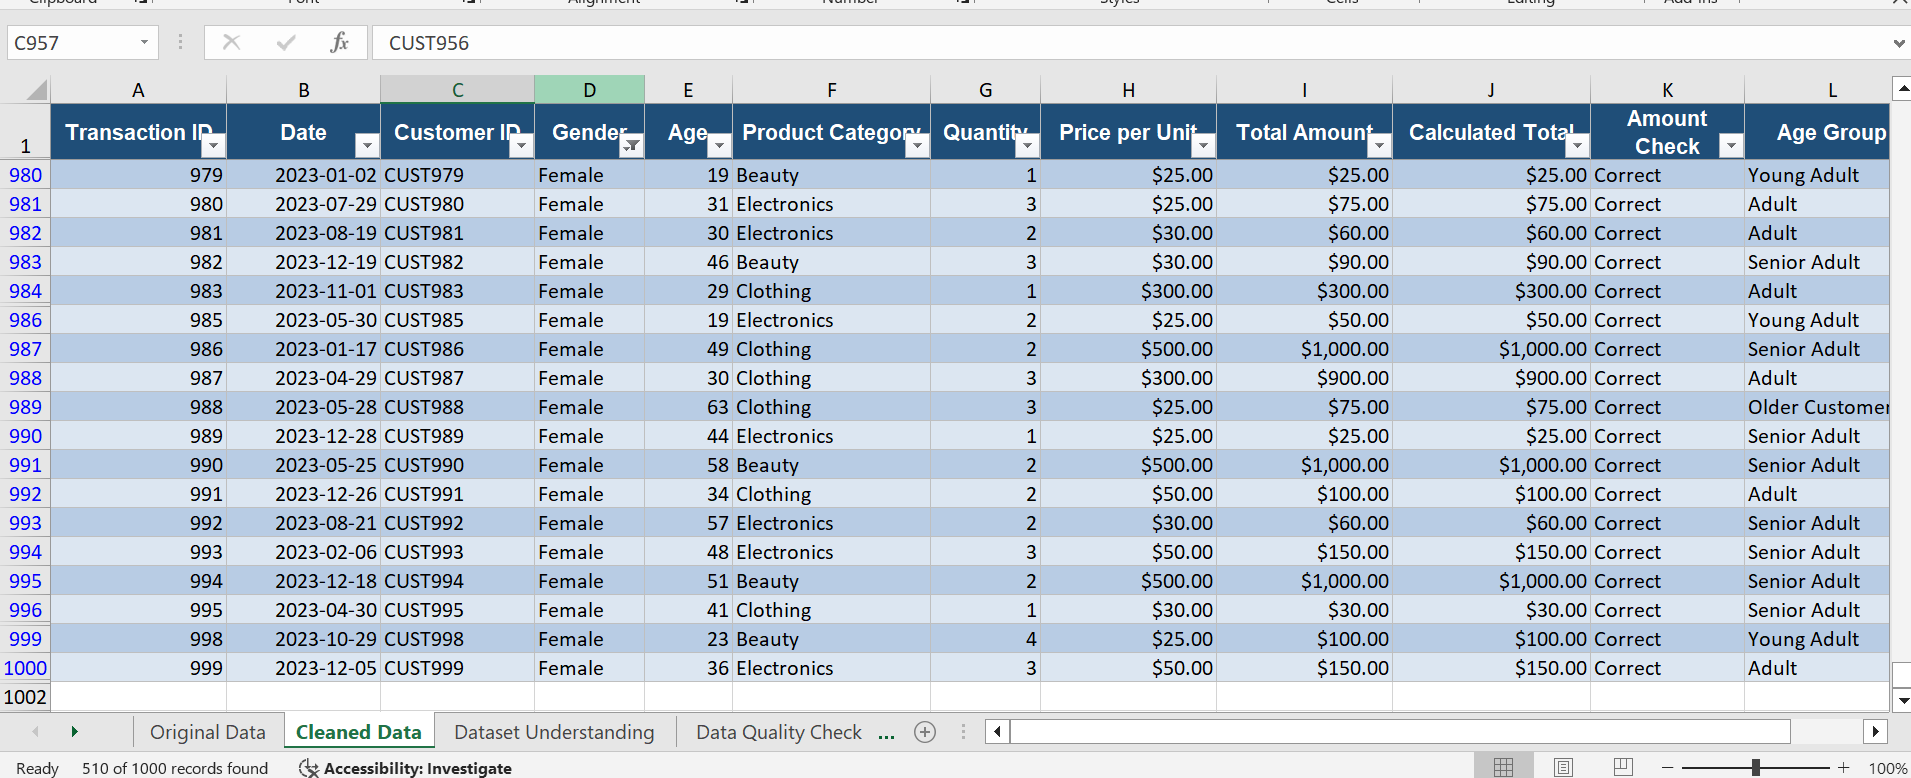 Clipboard Font Alignment Number Styles Cells Editing Add-ins
C957 fx CUST956
A B C D E F G H I J K L
1 Transaction ID Date Customer ID Gender Age Product Category Quantity Price per Unit Total Amount Calculated Total Amount Check Age Group
980 979 2023-01-02 CUST979 Female 19 Beauty 1 $25.00 $25.00 $25.00 Correct Young Adult
981 980 2023-07-29 CUST980 Female 31 Electronics 3 $25.00 $75.00 $75.00 Correct Adult
982 981 2023-08-19 CUST981 Female 30 Electronics 2 $30.00 $60.00 $60.00 Correct Adult
983 982 2023-12-19 CUST982 Female 46 Beauty 3 $30.00 $90.00 $90.00 Correct Senior Adult
984 983 2023-11-01 CUST983 Female 29 Clothing 1 $300.00 $300.00 $300.00 Correct Adult
986 985 2023-05-30 CUST985 Female 19 Electronics 2 $25.00 $50.00 $50.00 Correct Young Adult
987 986 2023-01-17 CUST986 Female 49 Clothing 2 $500.00 $1,000.00 $1,000.00 Correct Senior Adult
988 987 2023-04-29 CUST987 Female 30 Clothing 3 $300.00 $900.00 $900.00 Correct Adult
989 988 2023-05-28 CUST988 Female 63 Clothing 3 $25.00 $75.00 $75.00 Correct Older Customer
990 989 2023-12-28 CUST989 Female 44 Electronics 1 $25.00 $25.00 $25.00 Correct Senior Adult
991 990 2023-05-25 CUST990 Female 58 Beauty 2 $500.00 $1,000.00 $1,000.00 Correct Senior Adult
992 991 2023-12-26 CUST991 Female 34 Clothing 2 $50.00 $100.00 $100.00 Correct Adult
993 992 2023-08-21 CUST992 Female 57 Electronics 2 $30.00 $60.00 $60.00 Correct Senior Adult
994 993 2023-02-06 CUST993 Female 48 Electronics 3 $50.00 $150.00 $150.00 Correct Senior Adult
995 994 2023-12-18 CUST994 Female 51 Beauty 2 $500.00 $1,000.00 $1,000.00 Correct Senior Adult
996 995 2023-04-30 CUST995 Female 41 Clothing 1 $30.00 $30.00 $30.00 Correct Senior Adult
999 998 2023-10-29 CUST998 Female 23 Beauty 4 $25.00 $100.00 $100.00 Correct Young Adult
1000 999 2023-12-05 CUST999 Female 36 Electronics 3 $50.00 $150.00 $150.00 Correct Adult
1002
Original Data Cleaned Data Dataset Understanding Data Quality Check ...
Ready 510 of 1000 records found Accessibility: Investigate 100%